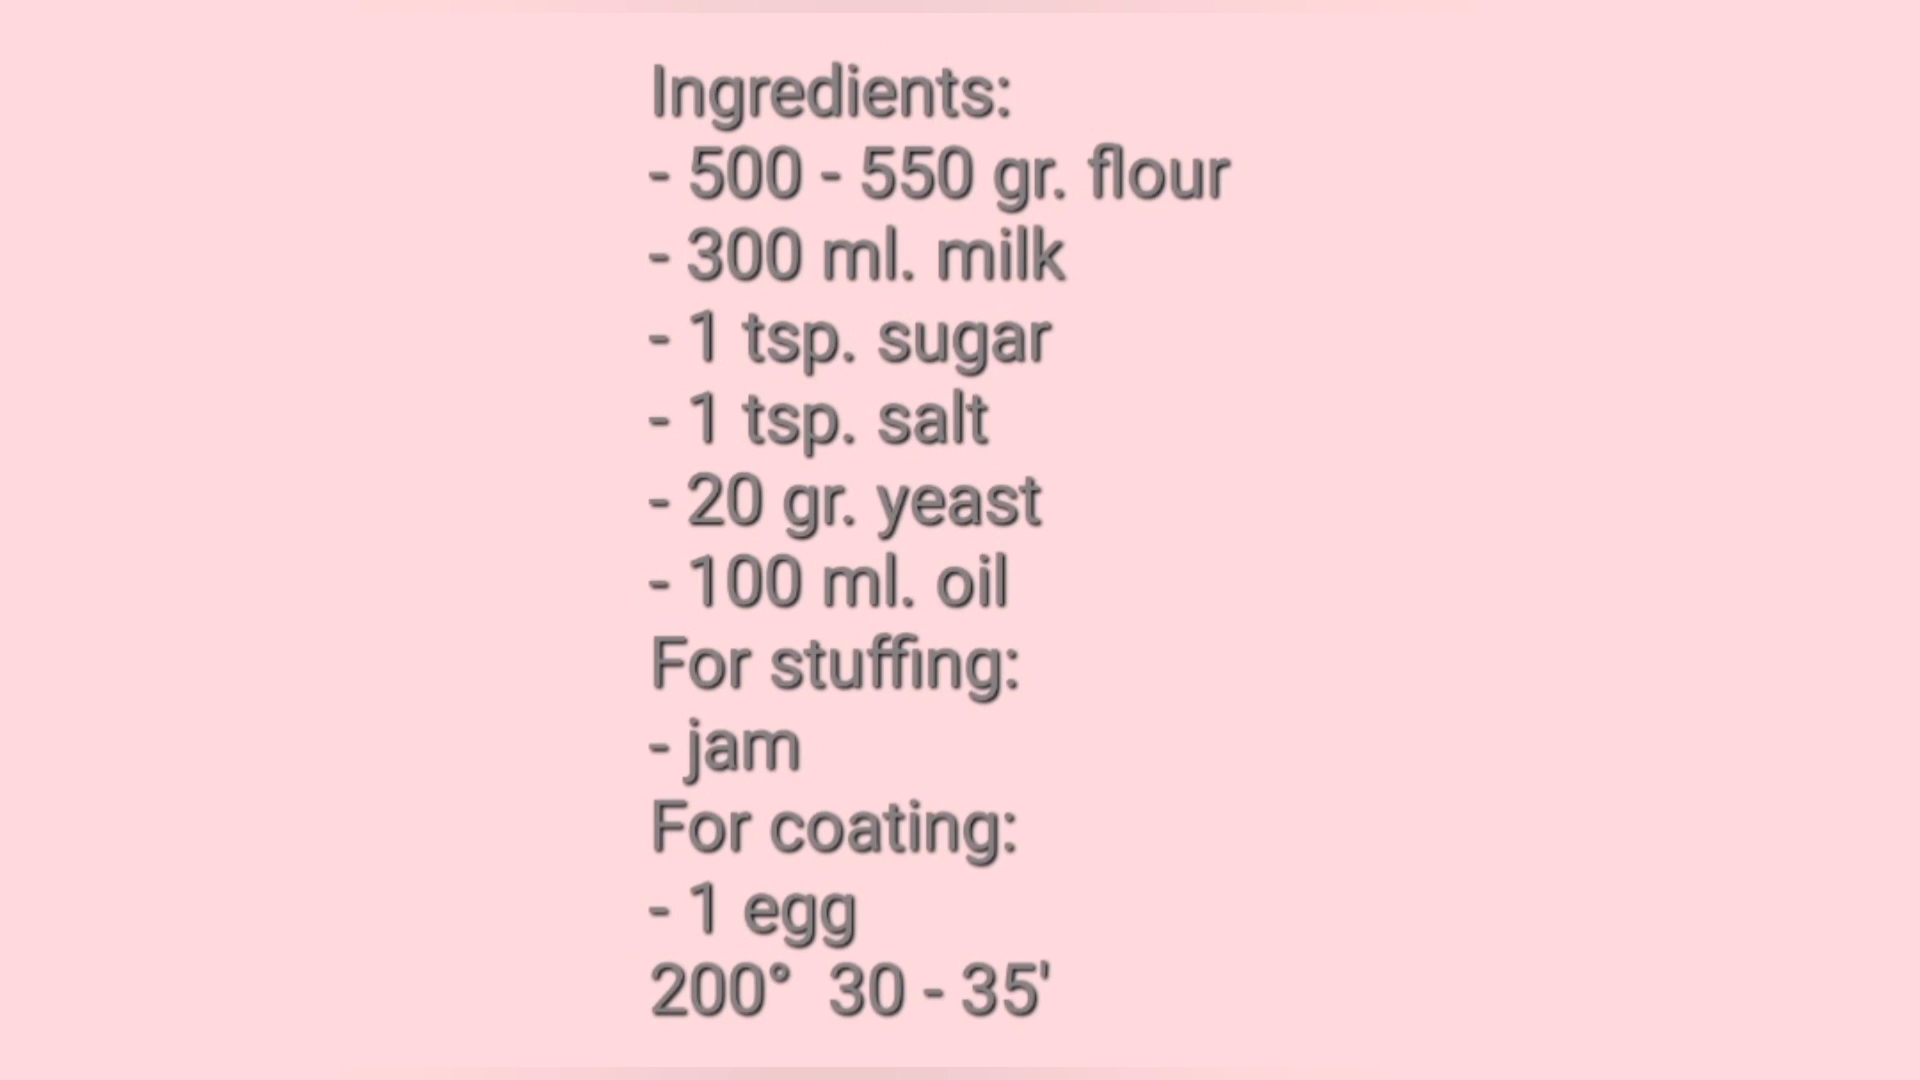 Ingredients:
- 500 - 550 gr. flour
- 300 ml. milk
- 1 tsp. sugar
- 1 tsp. salt
- 20 gr. yeast
- 100 ml. oil
For stuffing:
- jam
For coating:
- 1 egg
200°  30 - 35'